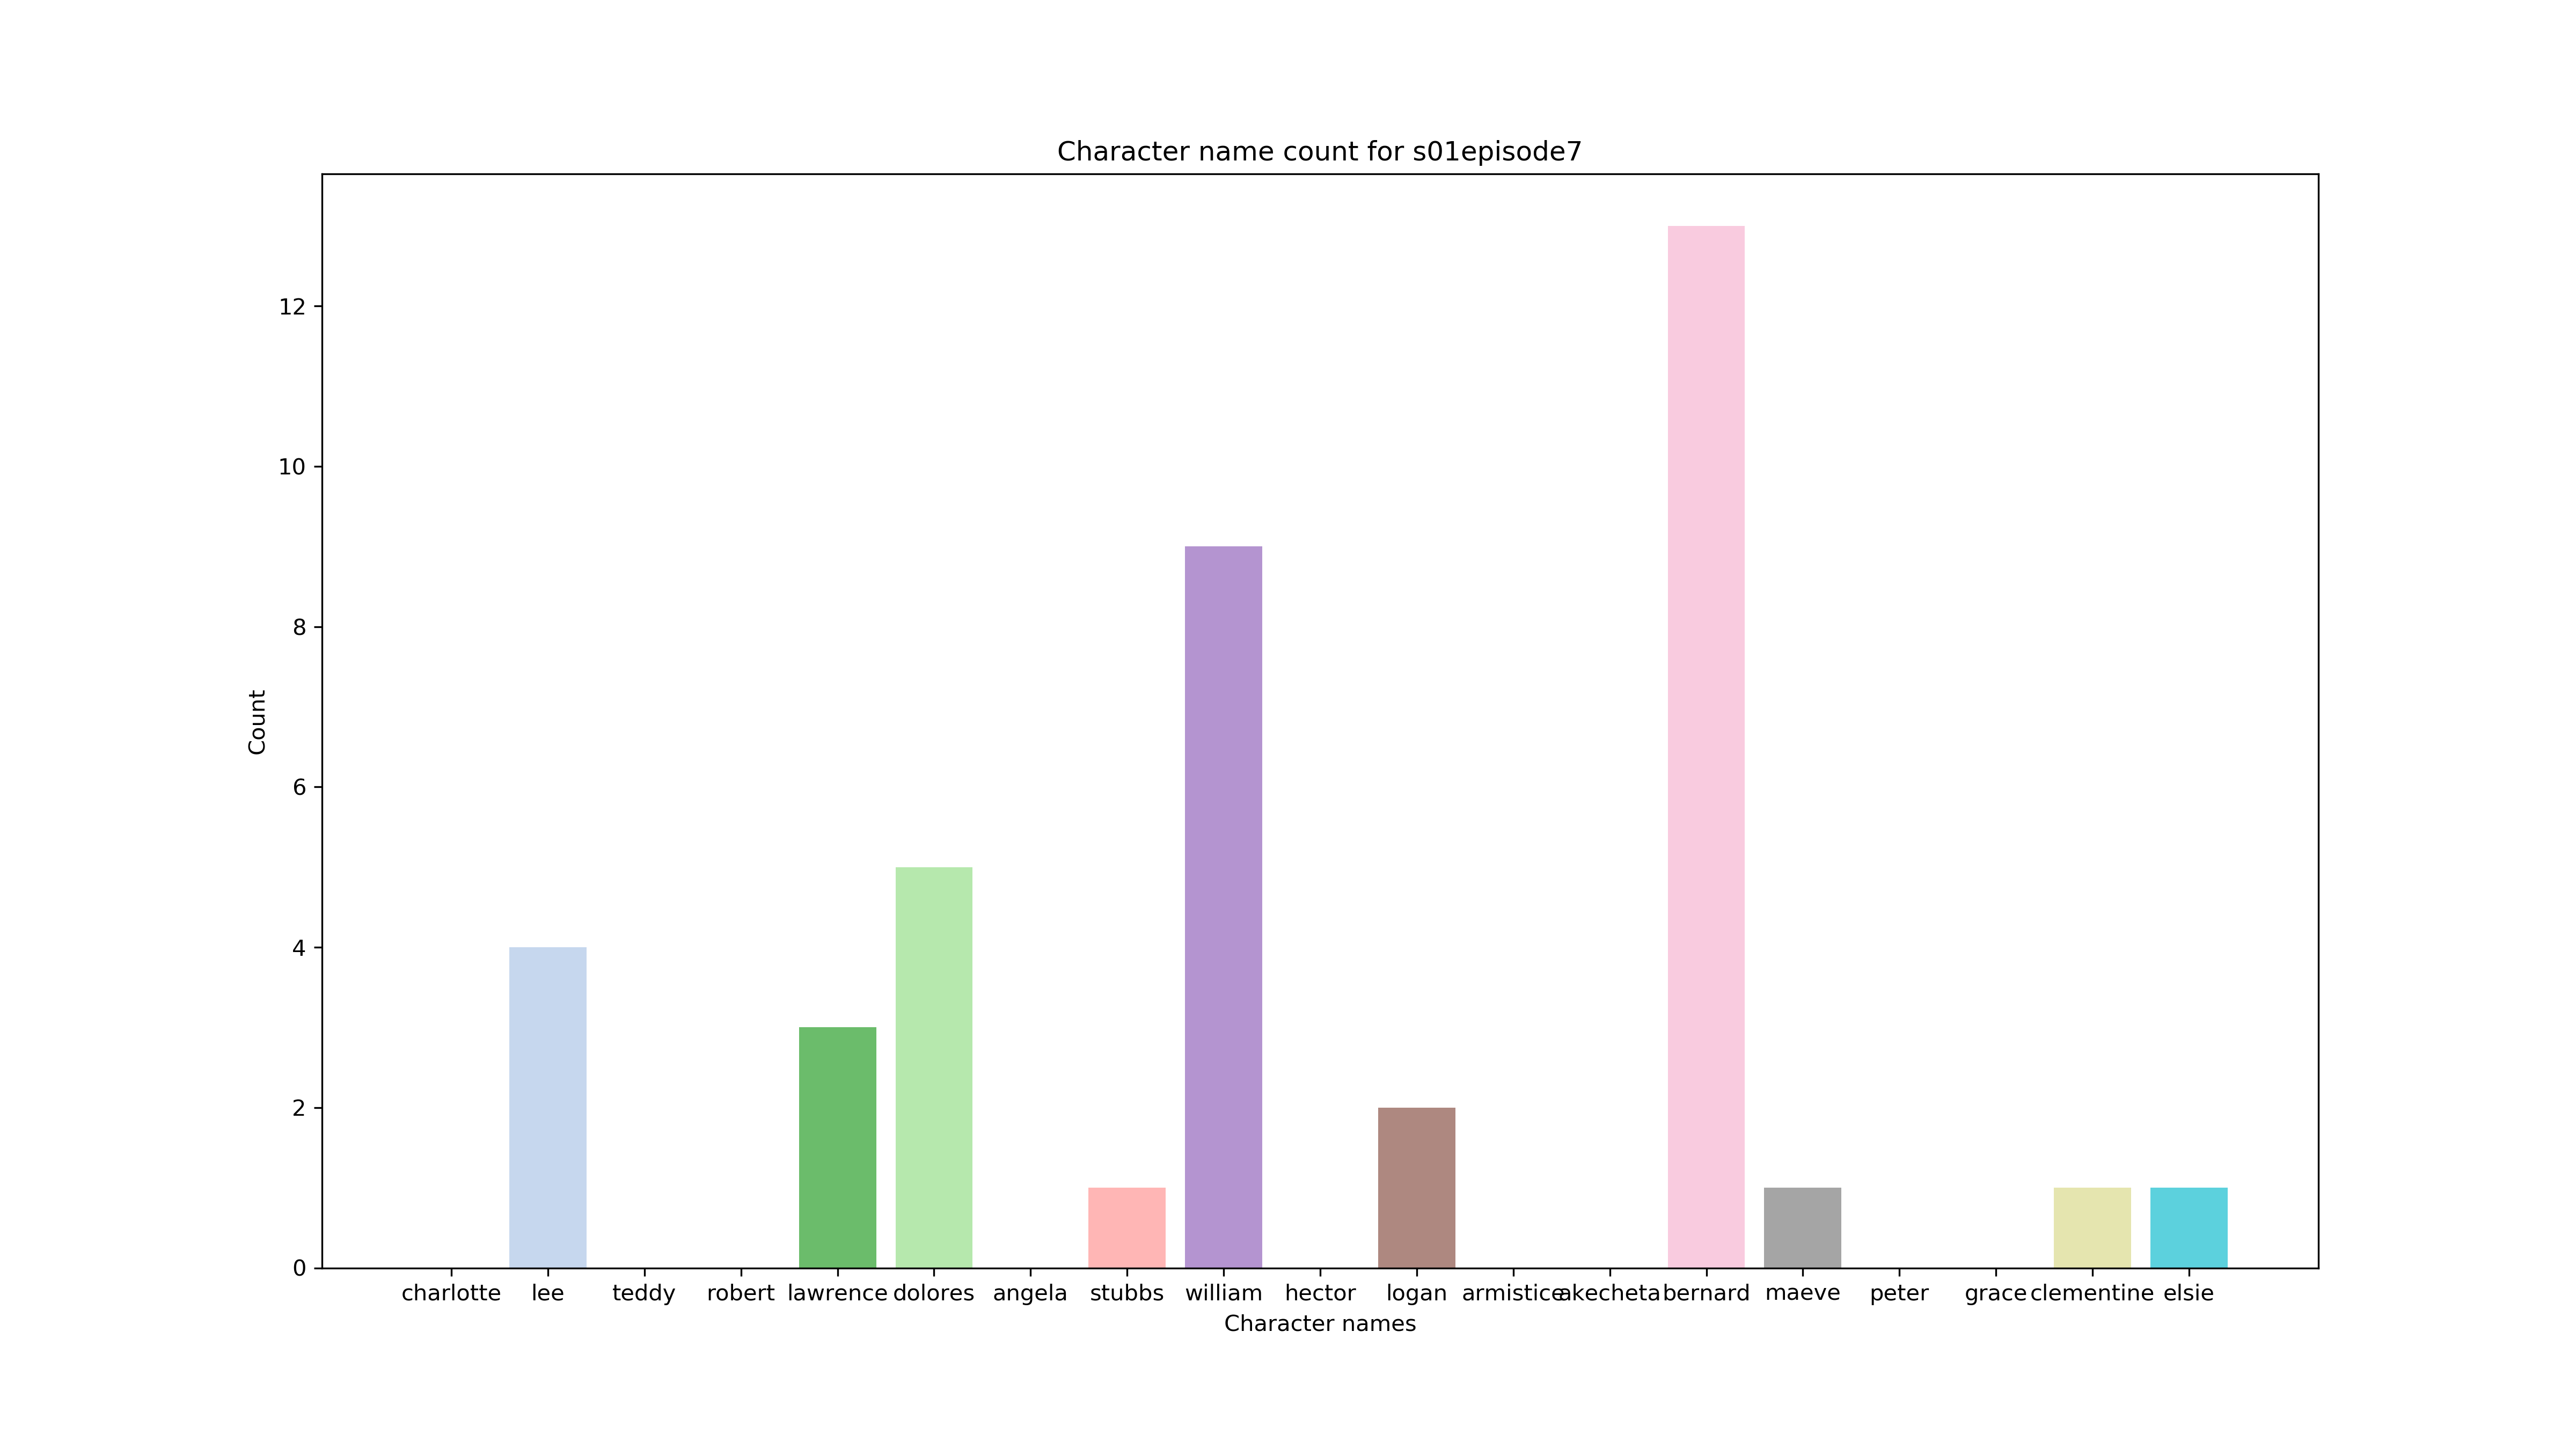 Character name count for s01episode7
12
10
8
6
4
2
0
Count
charlotte lee teddy robert lawrence dolores angela stubbs william hector logan armistice akecheta bernard maeve peter grace clementine elsie
Character names